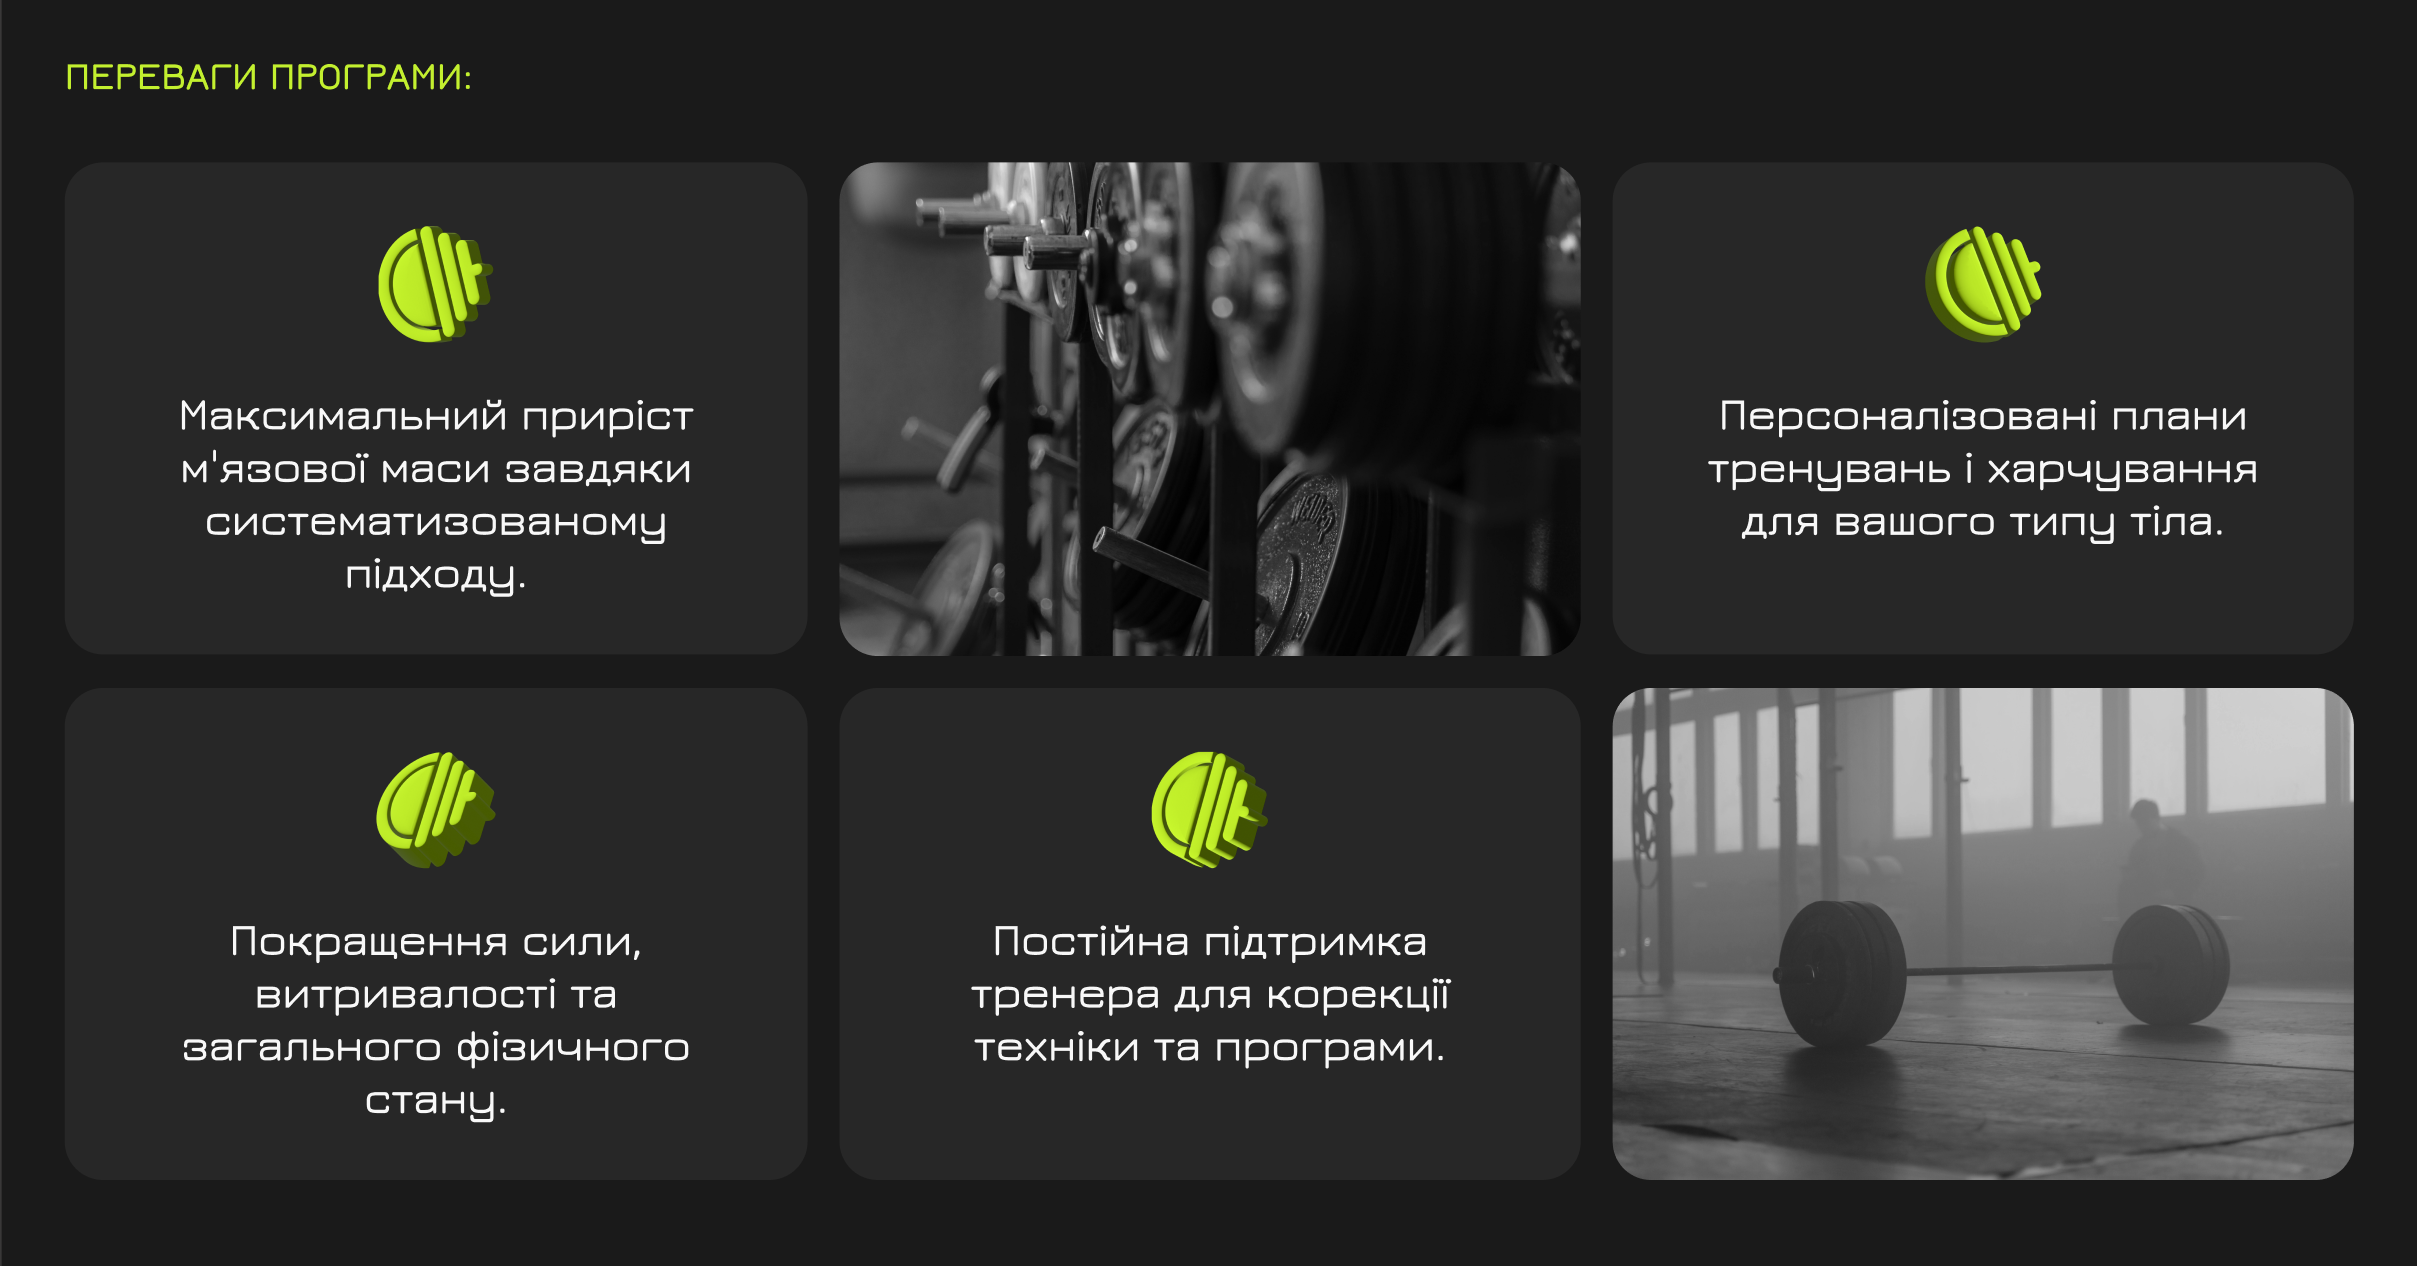 ПЕРЕВАГИ ПРОГРАМИ:
Максимальний приріст
м'язової маси завдяки
систематизованому
підходу.
Персоналізовані плани
тренувань і харчування
для вашого типу тіла.
Покращення сили,
витривалості та
загального фізичного
стану.
Постійна підтримка
тренера для корекції
техніки та програми.